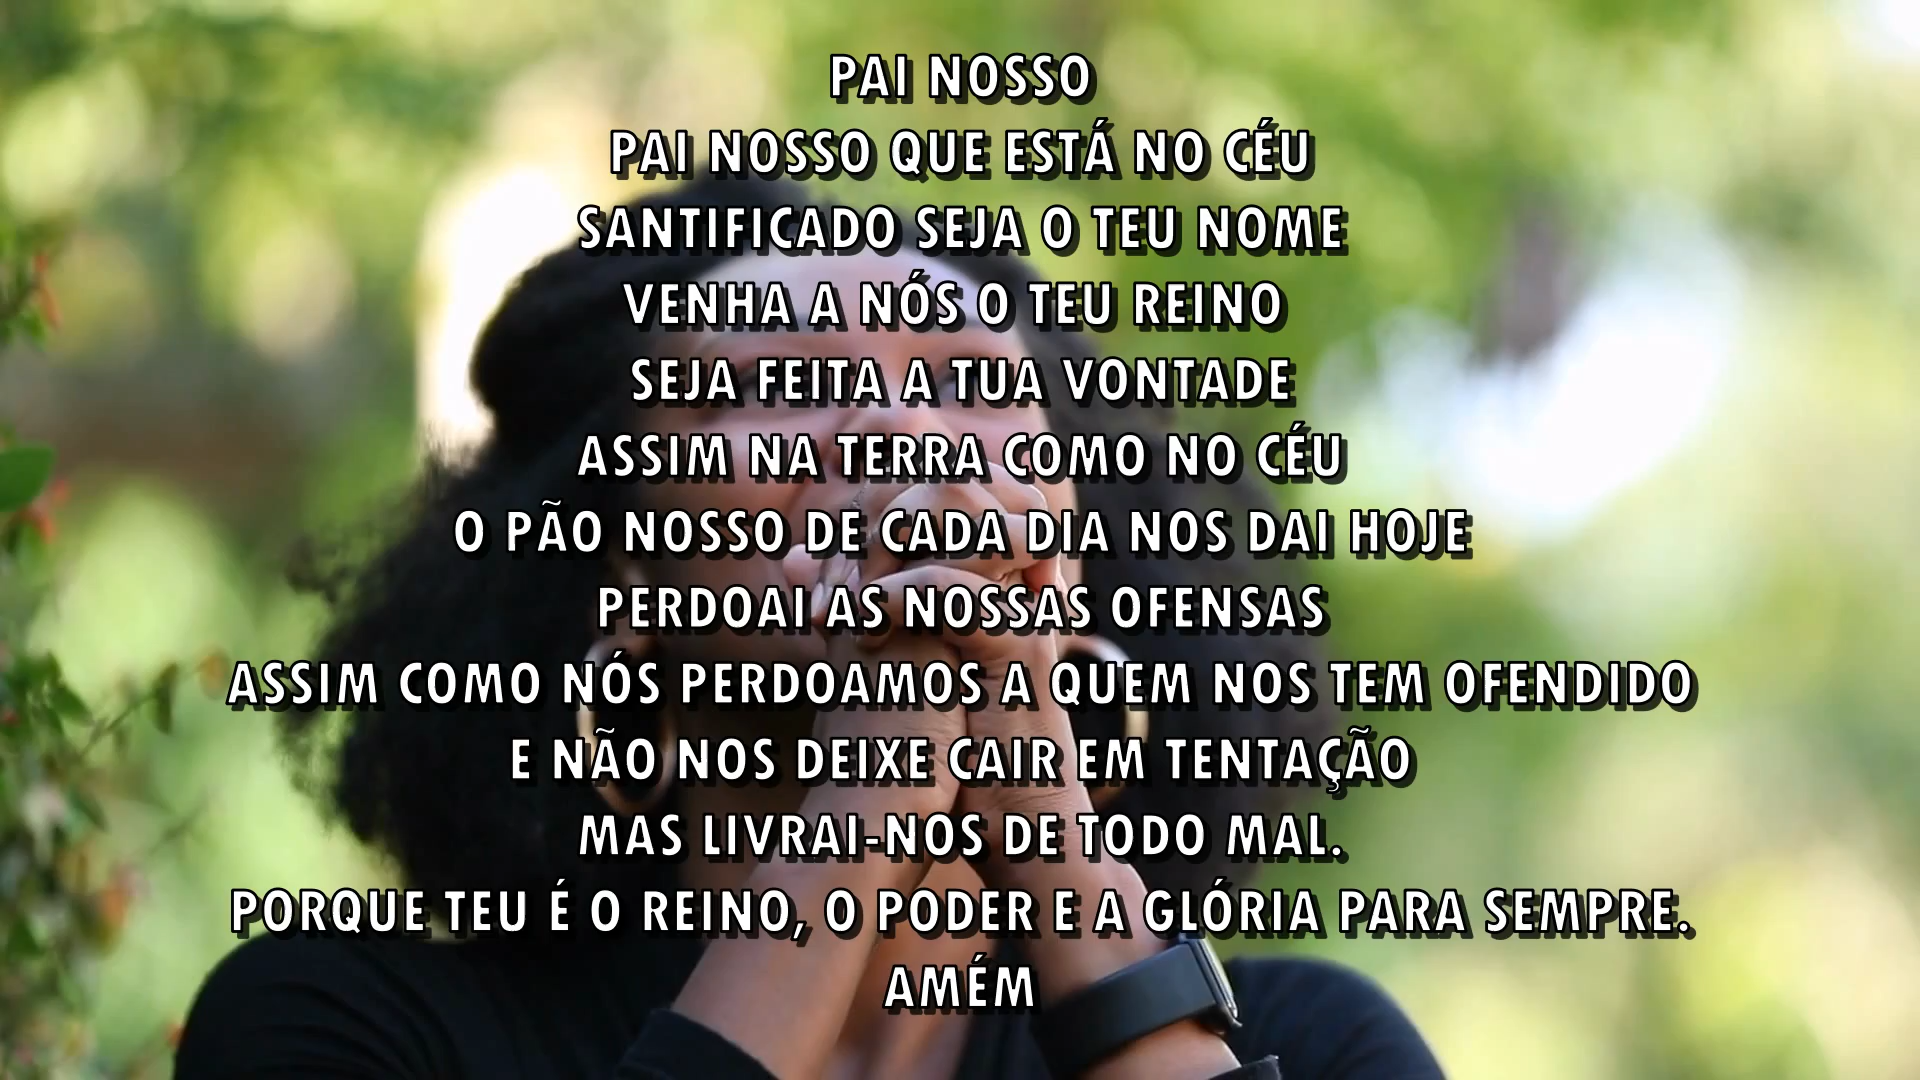 PAI NOSSO
PAI NOSSO QUE ESTÁ NO CÉU
SANTIFICADO SEJA O TEU NOME
VENHA A NÓS O TEU REINO
SEJA FEITA A TUA VONTADE
ASSIM NA TERRA COMO NO CÉU
O PÃO NOSSO DE CADA DIA NOS DAI HOJE
PERDOAI AS NOSSAS OFENSAS
ASSIM COMO NÓS PERDOAMOS A QUEM NOS TEM OFENDIDO
E NÃO NOS DEIXE CAIR EM TENTAÇÃO
MAS LIVRAI-NOS DE TODO MAL.
PORQUE TEU É O REINO, O PODER E A GLÓRIA PARA SEMPRE.
AMÉM